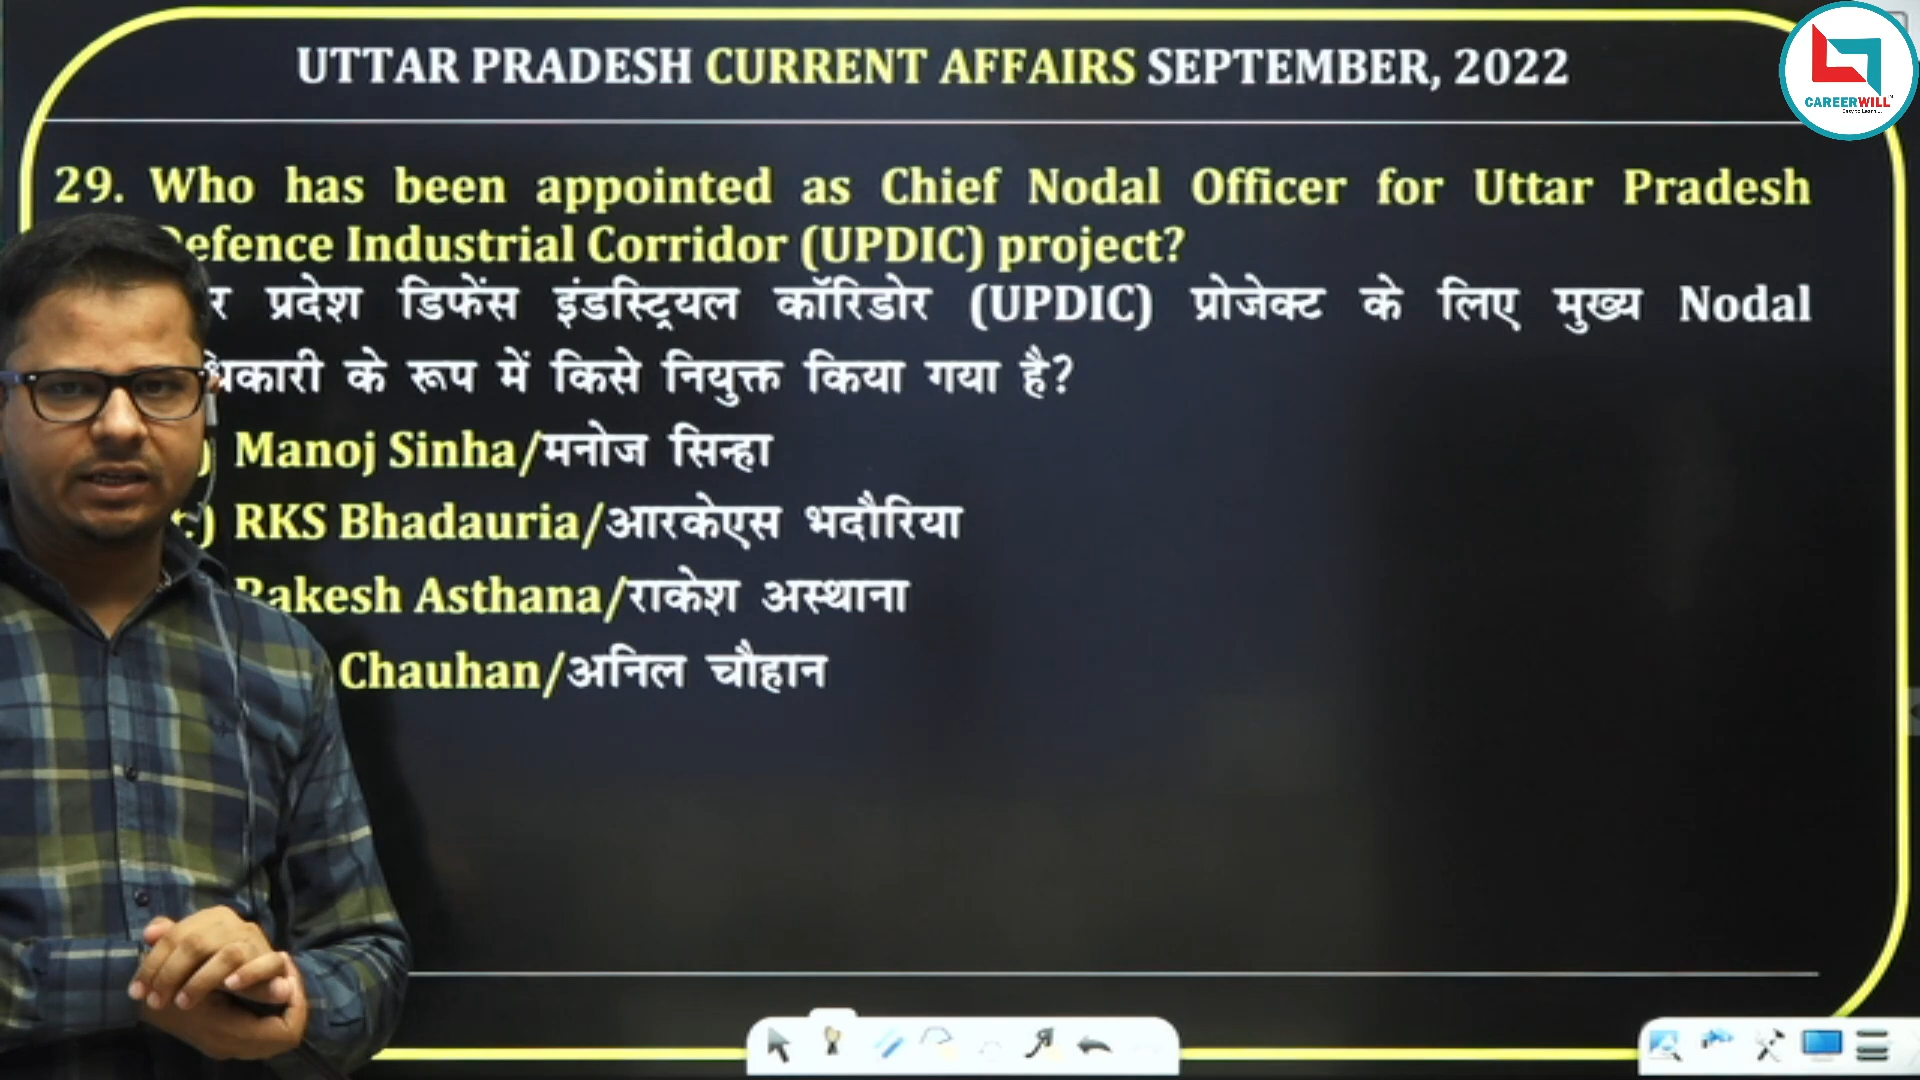 UTTAR PRADESH CURRENT AFFAIRS SEPTEMBER, 2022
CAREERWILL
29. Who has been appointed as Chief Nodal Officer for Uttar Pradesh
Defence Industrial Corridor (UPDIC) project?
प्रदेश डिफेंस इंडस्ट्रियल कॉरिडोर (UPDIC) प्रोजेक्ट के लिए मुख्य Nodal
के रूप में किसे नियुक्त किया गया है?
Manoj Sinha/मनोज सिन्हा
RKS Bhadauria/आरकेएस भदौरिया
Rakesh Asthana/राकेश अस्थाना
Chauhan/अनिल चौहान